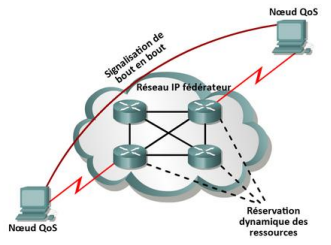 Nœud QoS
Signalisation de
bout en bout
Réseau IP fédérateur
Nœud QoS
Réservation
dynamique des
ressources